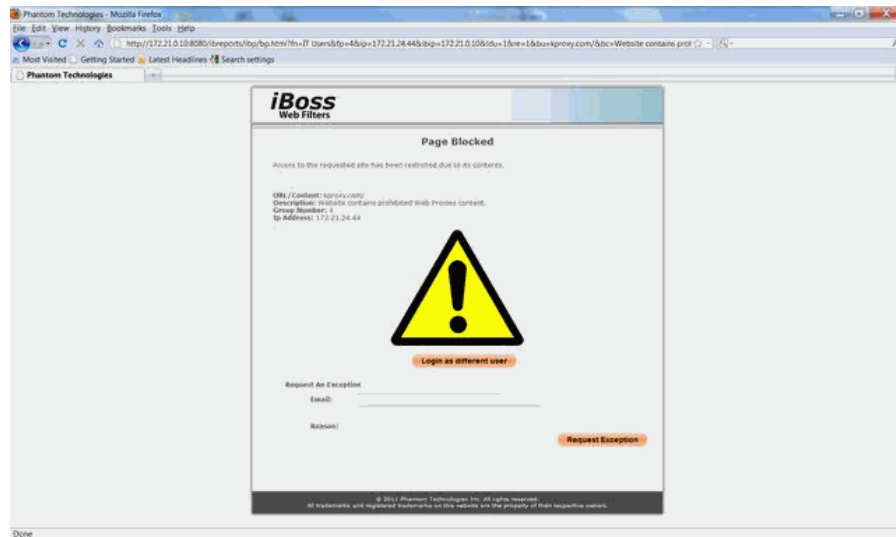 Phantom Technologies - Mozilla Firefox
File Edit View History Bookmarks Tools Help
Most Visited Getting Started Latest Headlines Search settings
Phantom Technologies
iBoss
Web Filters
Page Blocked
Access to the requested site has been restricted due to its contents.
URL/Content: kproxy.com/
Description: Website contains prohibited Web Proxies content.
Group Number: 4
Ip Address: 172.21.24.44
Login as different user
Request An Exception
Email:
Reason:
Request Exception
© 2011 Phantom Technologies Inc. All rights reserved.
All trademarks and registered trademarks on this website are the property of their respective owners.
Done